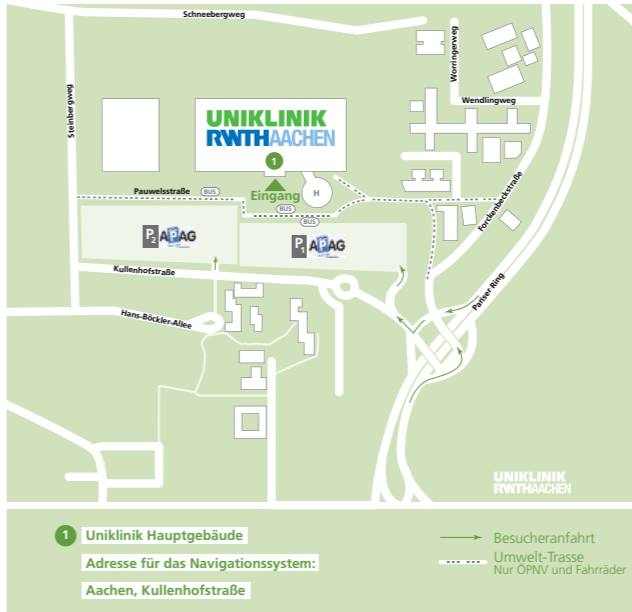 Schneebergweg
Worringerweg
Steinbergweg
Wendlingweg
UNIKLINIK
RWTHAACHEN
1
Pauwelsstraße
BUS
Eingang
H
BUS
BUS
Forckenbeckstraße
P2 APAG
P1 APAG
Kullenhofstraße
Pariser Ring
Hans-Böckler-Allee
UNIKLINIK
RWTHAACHEN
1 Uniklinik Hauptgebäude
Adresse für das Navigationssystem:
Aachen, Kullenhofstraße
Besucheranfahrt
Umwelt-Trasse
Nur ÖPNV und Fahrräder